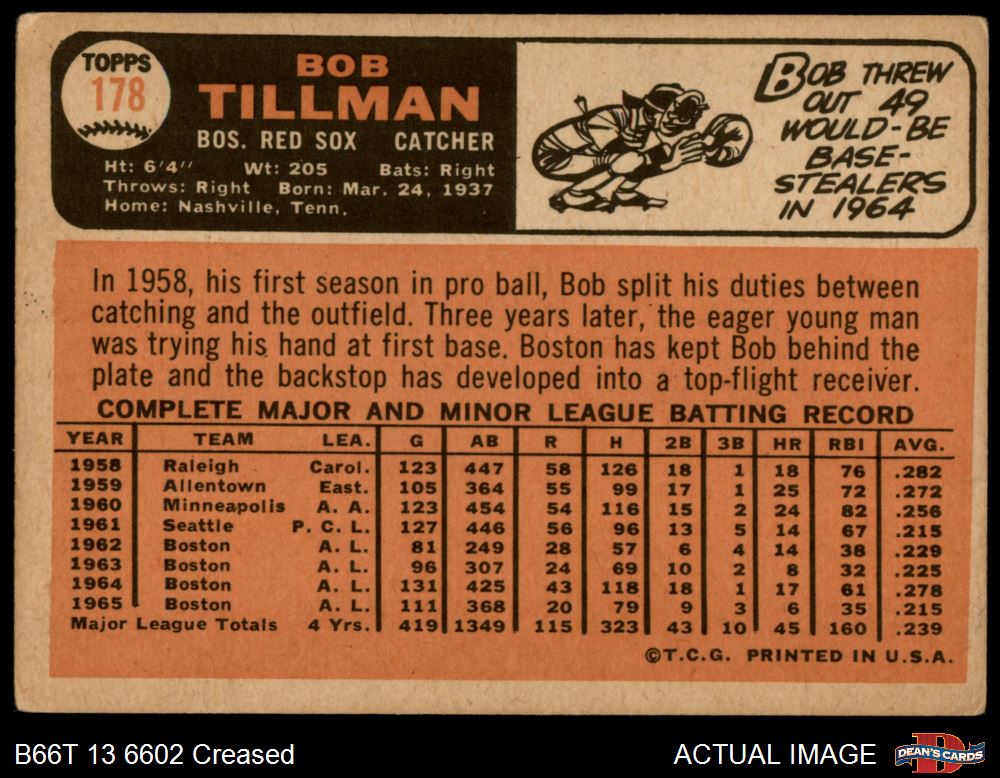 TOPPS
178
BOB
TILLMAN
BOS. RED SOX CATCHER
Ht: 6'4" Wt: 205 Bats: Right
Throws: Right Born: Mar. 24, 1937
Home: Nashville, Tenn.
BOB THREW
OUT 49
WOULD-BE
BASE-
STEALERS
IN 1964
In 1958, his first season in pro ball, Bob split his duties between
catching and the outfield. Three years later, the eager young man
was trying his hand at first base. Boston has kept Bob behind the
plate and the backstop has developed into a top-flight receiver.
COMPLETE MAJOR AND MINOR LEAGUE BATTING RECORD
YEAR TEAM LEA. G AB R H 2B 3B HR RBI AVG.
1958 Raleigh Carol. 123 447 58 126 18 1 18 76 .282
1959 Allentown East. 105 364 55 99 17 1 25 72 .272
1960 Minneapolis A. A. 123 454 54 116 15 2 24 82 .256
1961 Seattle P. C. L. 127 446 56 96 13 5 14 67 .215
1962 Boston A. L. 81 249 28 57 6 4 14 38 .229
1963 Boston A. L. 96 307 24 69 10 2 8 32 .225
1964 Boston A. L. 131 425 43 118 18 1 17 61 .278
1965 Boston A. L. 111 368 20 79 9 3 6 35 .215
Major League Totals 4 Yrs. 419 1349 115 323 43 10 45 160 .239
©T.C.G. PRINTED IN U.S.A.
B66T 13 6602 Creased
ACTUAL IMAGE
DEAN'S CARDS